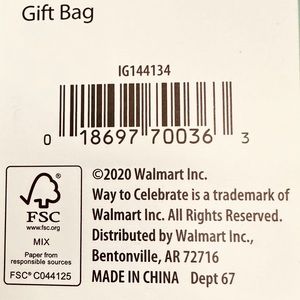 Gift Bag
IG144134
0 18697 70036 3
©2020 Walmart Inc.
Way to Celebrate is a trademark of
Walmart Inc. All Rights Reserved.
Distributed by Walmart Inc.,
Bentonville, AR 72716
MADE IN CHINA Dept 67
FSC
www.fsc.org
MIX
Paper from
responsible sources
FSC® C044125